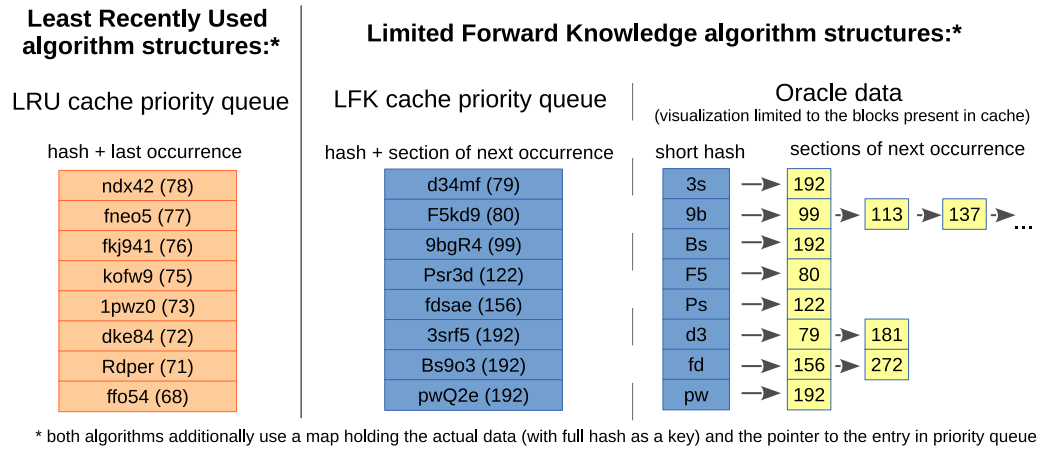 Least Recently Used
algorithm structures:*
LRU cache priority queue
hash + last occurrence
ndx42 (78)
fneo5 (77)
fkj941 (76)
kofw9 (75)
1pwz0 (73)
dke84 (72)
Rdper (71)
ffo54 (68)
Limited Forward Knowledge algorithm structures:*
LFK cache priority queue
hash + section of next occurrence
d34mf (79)
F5kd9 (80)
9bgR4 (99)
Psr3d (122)
fdsae (156)
3srf5 (192)
Bs9o3 (192)
pwQ2e (192)
Oracle data
(visualization limited to the blocks present in cache)
short hash sections of next occurrence
3s 192
9b 99 113 137 ...
Bs 192
F5 80
Ps 122
d3 79 181
fd 156 272
pw 192
* both algorithms additionally use a map holding the actual data (with full hash as a key) and the pointer to the entry in priority queue